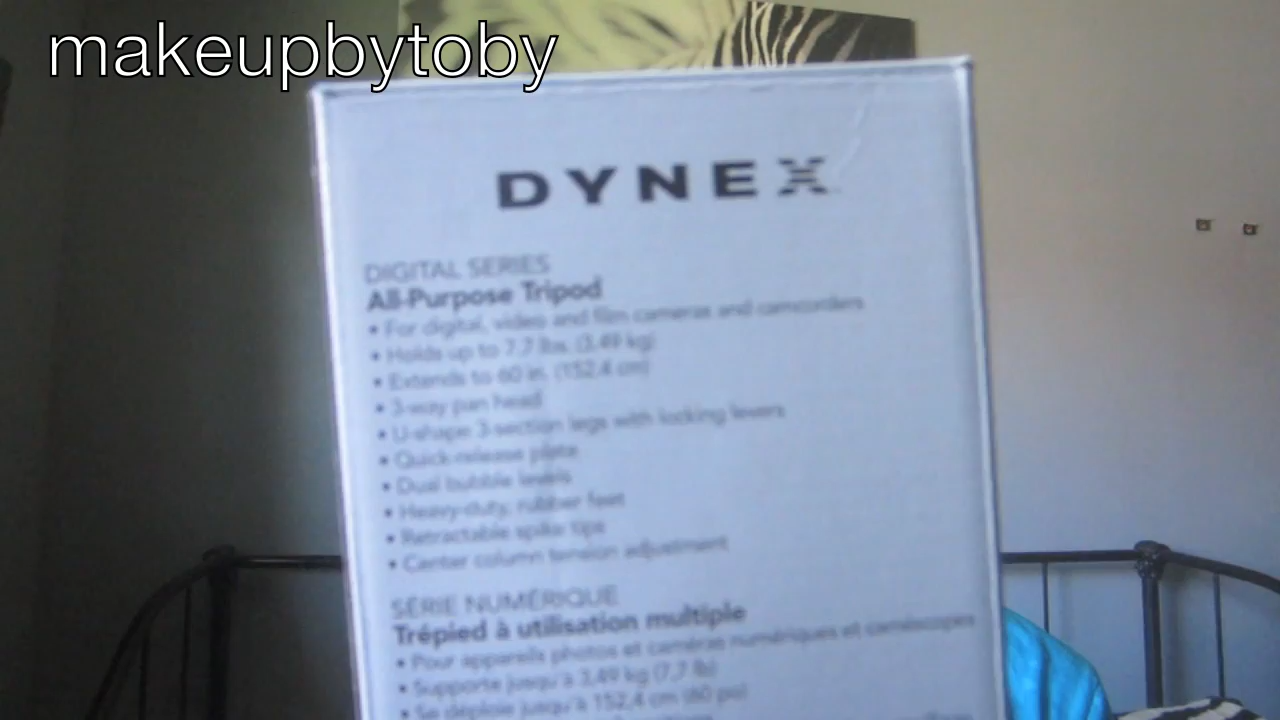 makeupbytoby
DYNEX
DIGITAL SERIES
All-Purpose Tripod
• For digital, video and film cameras and camcorders
• Holds up to 7.7 lbs. (3.49 kg)
• Extends to 60 in. (152.4 cm)
• 3-way pan head
• U-shape 3-section legs with locking levers
• Quick-release plate
• Dual bubble levels
• Heavy-duty, rubber feet
• Retractable spike tips
• Center column tension adjustment
SÉRIE NUMÉRIQUE
Trépied à utilisation multiple
• Pour appareils photos et caméras numériques et caméscopes
• Supporte jusqu'à 3,49 kg (7,7 lb)
• Se déploie jusqu'à 152,4 cm (60 po)